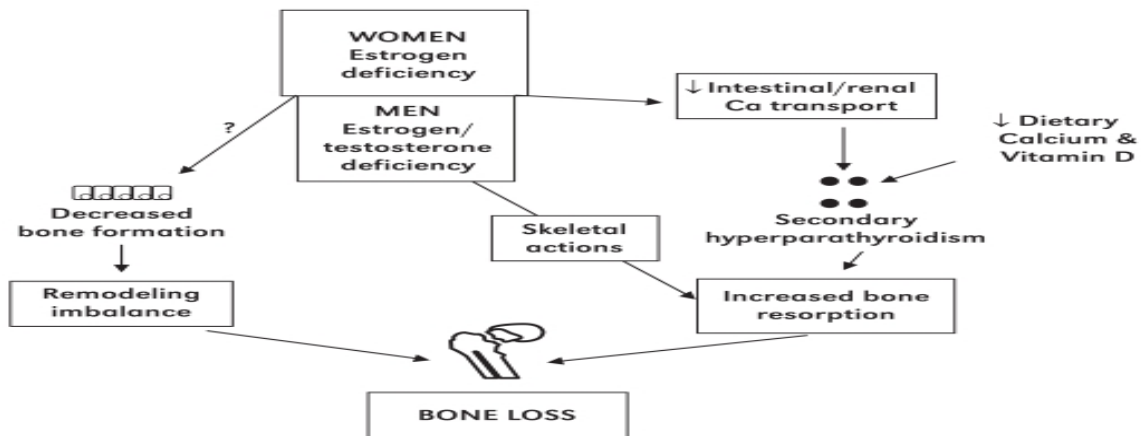 WOMEN
Estrogen
deficiency
MEN
Estrogen/
testosterone
deficiency
?
↓ Intestinal/renal
Ca transport
↓ Dietary
Calcium &
Vitamin D
Decreased
bone formation
Skeletal
actions
Secondary
hyperparathyroidism
Remodeling
imbalance
Increased bone
resorption
BONE LOSS